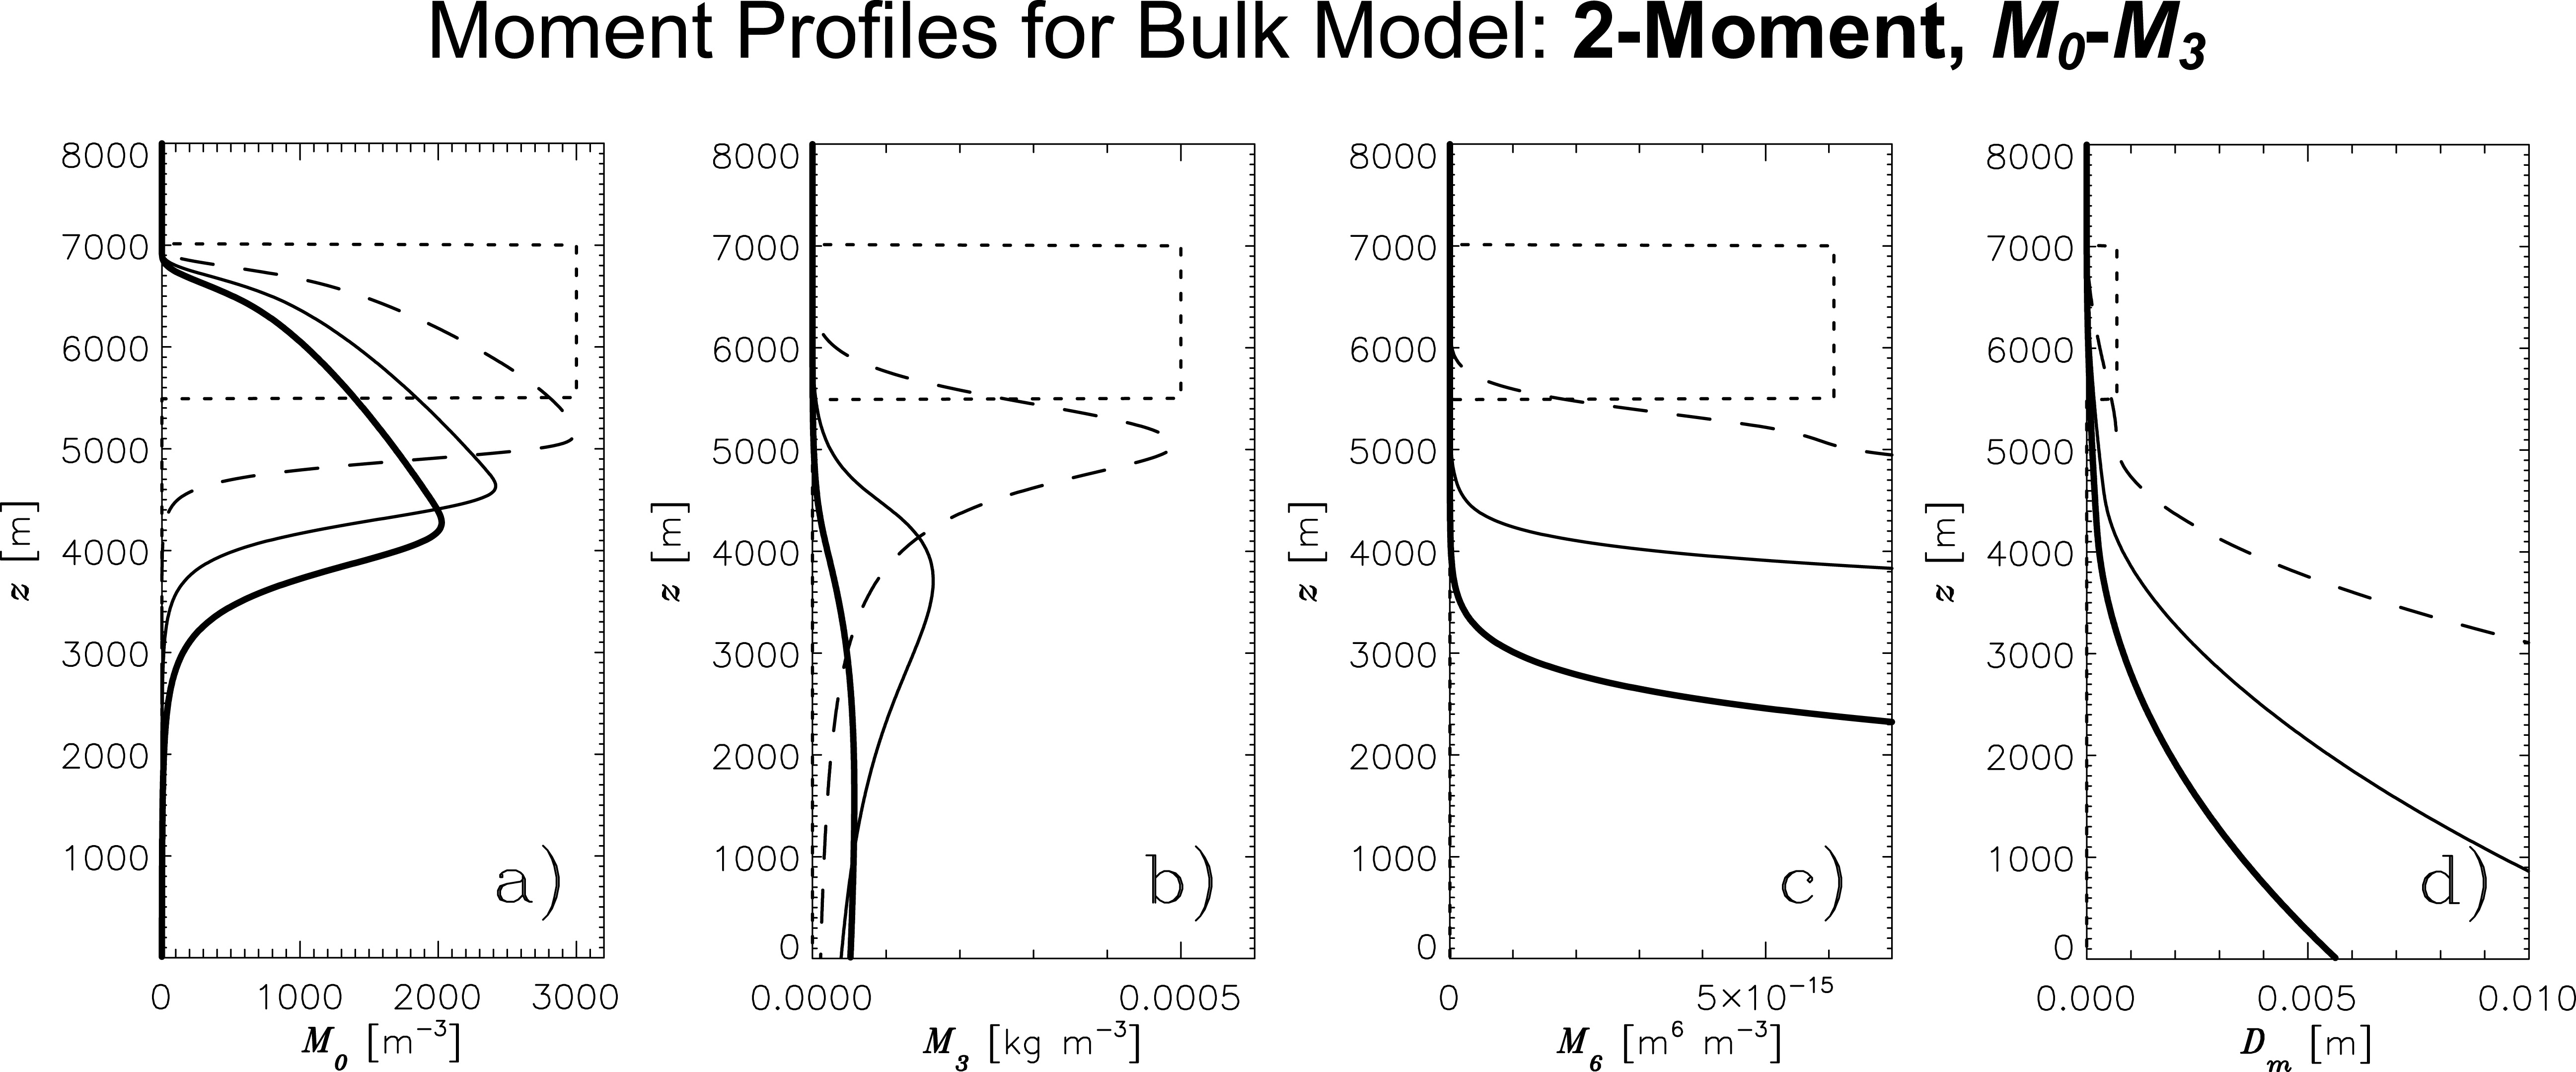 Moment Profiles for Bulk Model: 2-Moment, M₀-M₃
8000
7000
6000
5000
4000
3000
2000
1000
z [m]
a)
0 1000 2000 3000
M₀ [m⁻³]
8000
7000
6000
5000
4000
3000
2000
1000
0
z [m]
b)
0.0000 0.0005
M₃ [kg m⁻³]
8000
7000
6000
5000
4000
3000
2000
1000
0
z [m]
c)
0 5×10⁻¹⁵
M₆ [m⁶ m⁻³]
8000
7000
6000
5000
4000
3000
2000
1000
0
z [m]
d)
0.000 0.005 0.010
Dₘ [m]